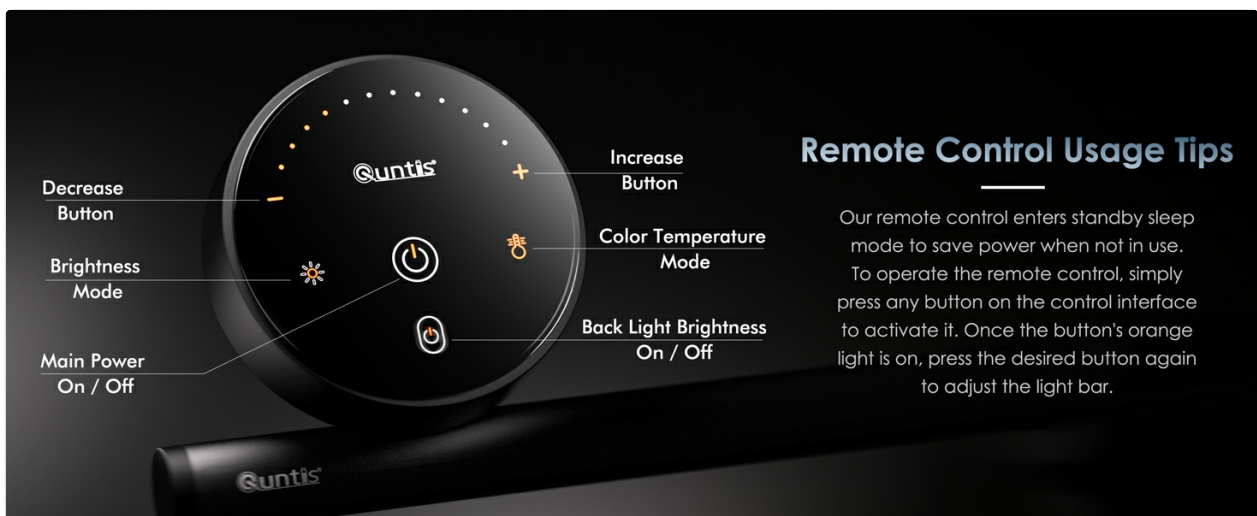 Quntis
Decrease
Button
Brightness
Mode
Main Power
On / Off
Increase
Button
Color Temperature
Mode
Back Light Brightness
On / Off
Quntis
Remote Control Usage Tips
Our remote control enters standby sleep
mode to save power when not in use.
To operate the remote control, simply
press any button on the control interface
to activate it. Once the button's orange
light is on, press the desired button again
to adjust the light bar.